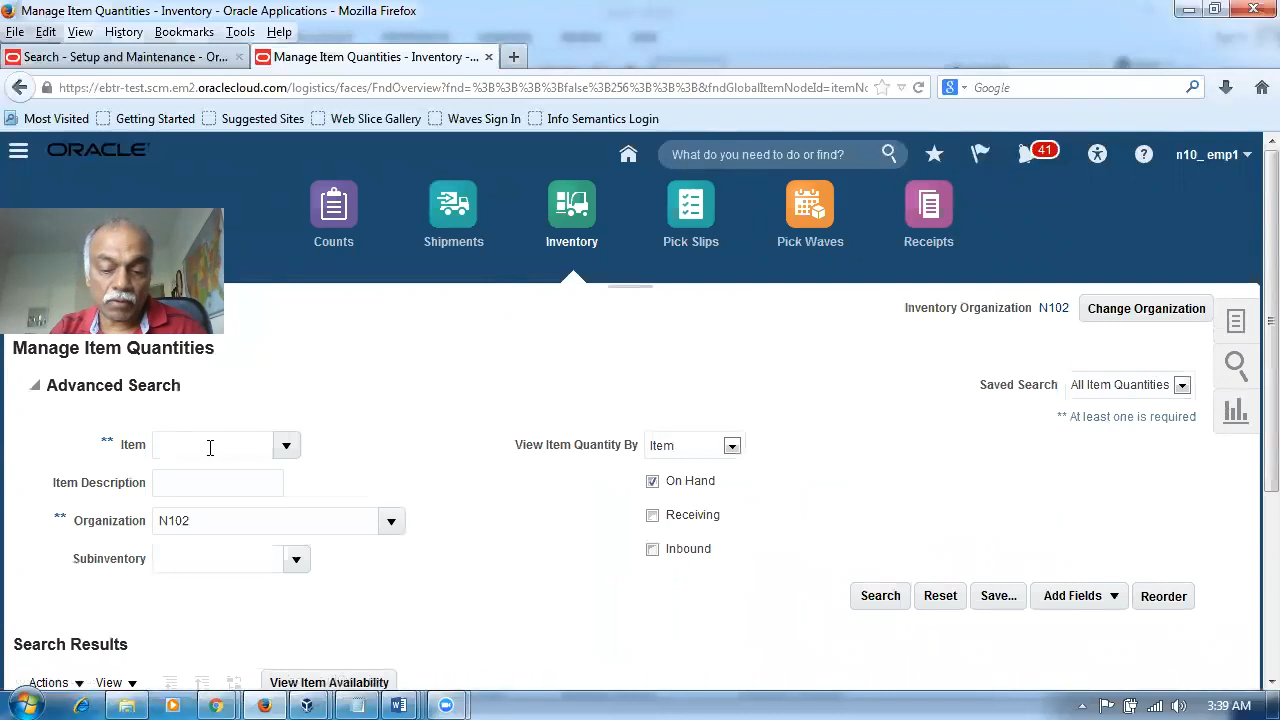 Manage Item Quantities - Inventory - Oracle Applications - Mozilla Firefox
File Edit View History Bookmarks Tools Help
Search - Setup and Maintenance - Or... × Manage Item Quantities - Inventory -... × +
https://ebtr-test.scm.em2.oraclecloud.com/logistics/faces/FndOverview?fnd=%3B%3B%3B%3Bfalse%3B256%3B%3B%3B&fndGlobalItemNodeId=itemNo Google
Most Visited Getting Started Suggested Sites Web Slice Gallery Waves Sign In Info Semantics Logon
ORACLE What do you need to do or find? 41 n10_emp1
Counts Shipments Inventory Pick Slips Pick Waves Receipts
Inventory Organization N102 Change Organization
Manage Item Quantities
Advanced Search Saved Search All Item Quantities
** At least one is required
** Item View Item Quantity By Item
Item Description On Hand
** Organization N102 Receiving
Subinventory Inbound
Search Reset Save... Add Fields Reorder
Search Results
Actions View View Item Availability
3:39 AM